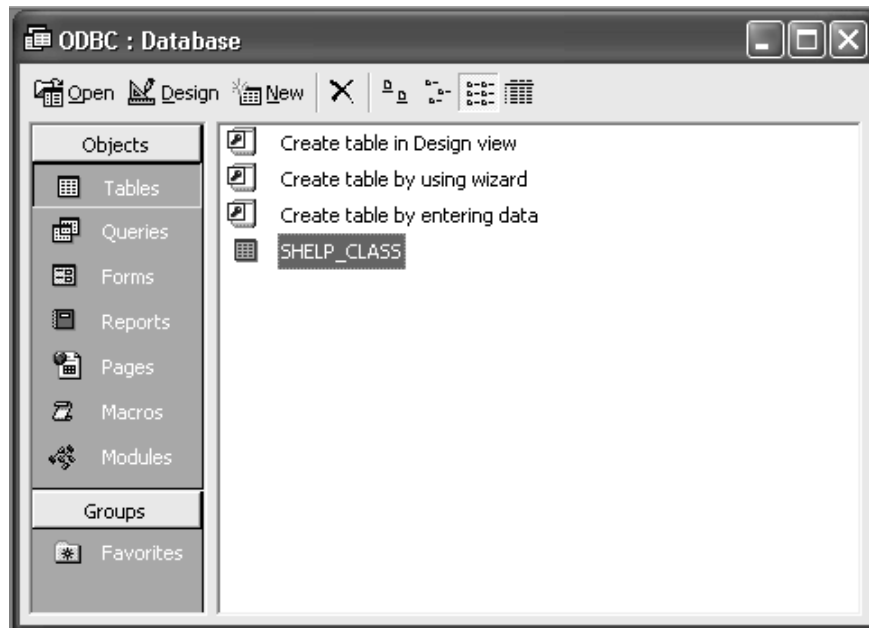 ODBC : Database
Open Design New
Objects
Tables
Queries
Forms
Reports
Pages
Macros
Modules
Groups
Favorites
Create table in Design view
Create table by using wizard
Create table by entering data
SHELP_CLASS